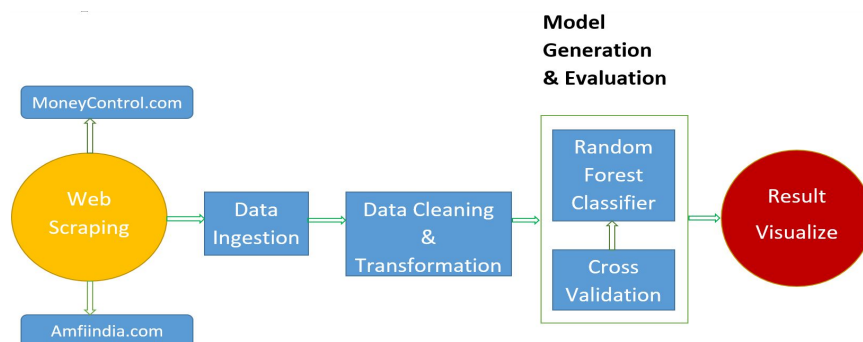 Model
Generation
& Evaluation
MoneyControl.com
Web
Scraping
Data
Ingestion
Data Cleaning
&
Transformation
Random
Forest
Classifier
Cross
Validation
Result
Visualize
Amfiindia.com